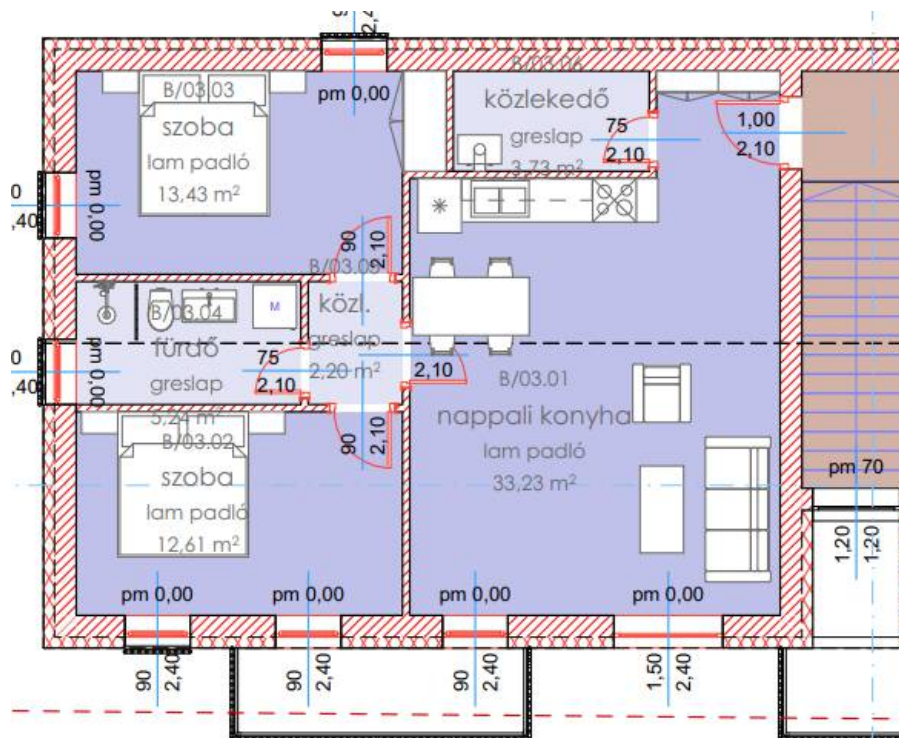 B/03.03
szoba
lam padló
13,43 m²
pm 0,00
B/03.06
közlekedő
greslap
3,73 m²
75
2,10
1,00
2,10
pm 0,00
90
2,10
B/03.05
közl.
greslap
2,20 m²
M
B/03.04
fürdő
greslap
5,24 m²
75
2,10
pm 0,00
2,10
B/03.01
nappali konyha
lam padló
33,23 m²
B/03.02
szoba
lam padló
12,61 m²
90
2,10
pm 70
1,20
1,20
pm 0,00
pm 0,00
pm 0,00
pm 0,00
90
2,40
90
2,40
90
2,40
1,50
2,40